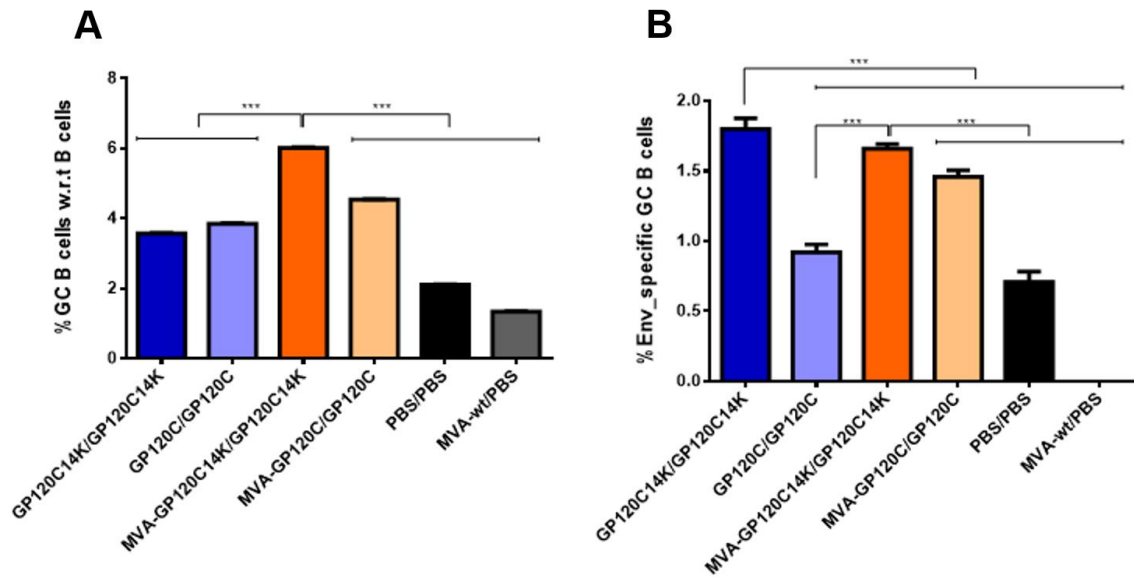 A
B
% GC B cells w.r.t B cells
8
6
4
2
0
***
***
GP120C14K/GP120C14K
GP120C/GP120C
MVA-GP120C14K/GP120C14K
MVA-GP120C/GP120C
PBS/PBS
MVA-wt/PBS
% Env_specific GC B cells
2.0
1.5
1.0
0.5
0.0
***
***
***
GP120C14K/GP120C14K
GP120C/GP120C
MVA-GP120C14K/GP120C14K
MVA-GP120C/GP120C
PBS/PBS
MVA-wt/PBS